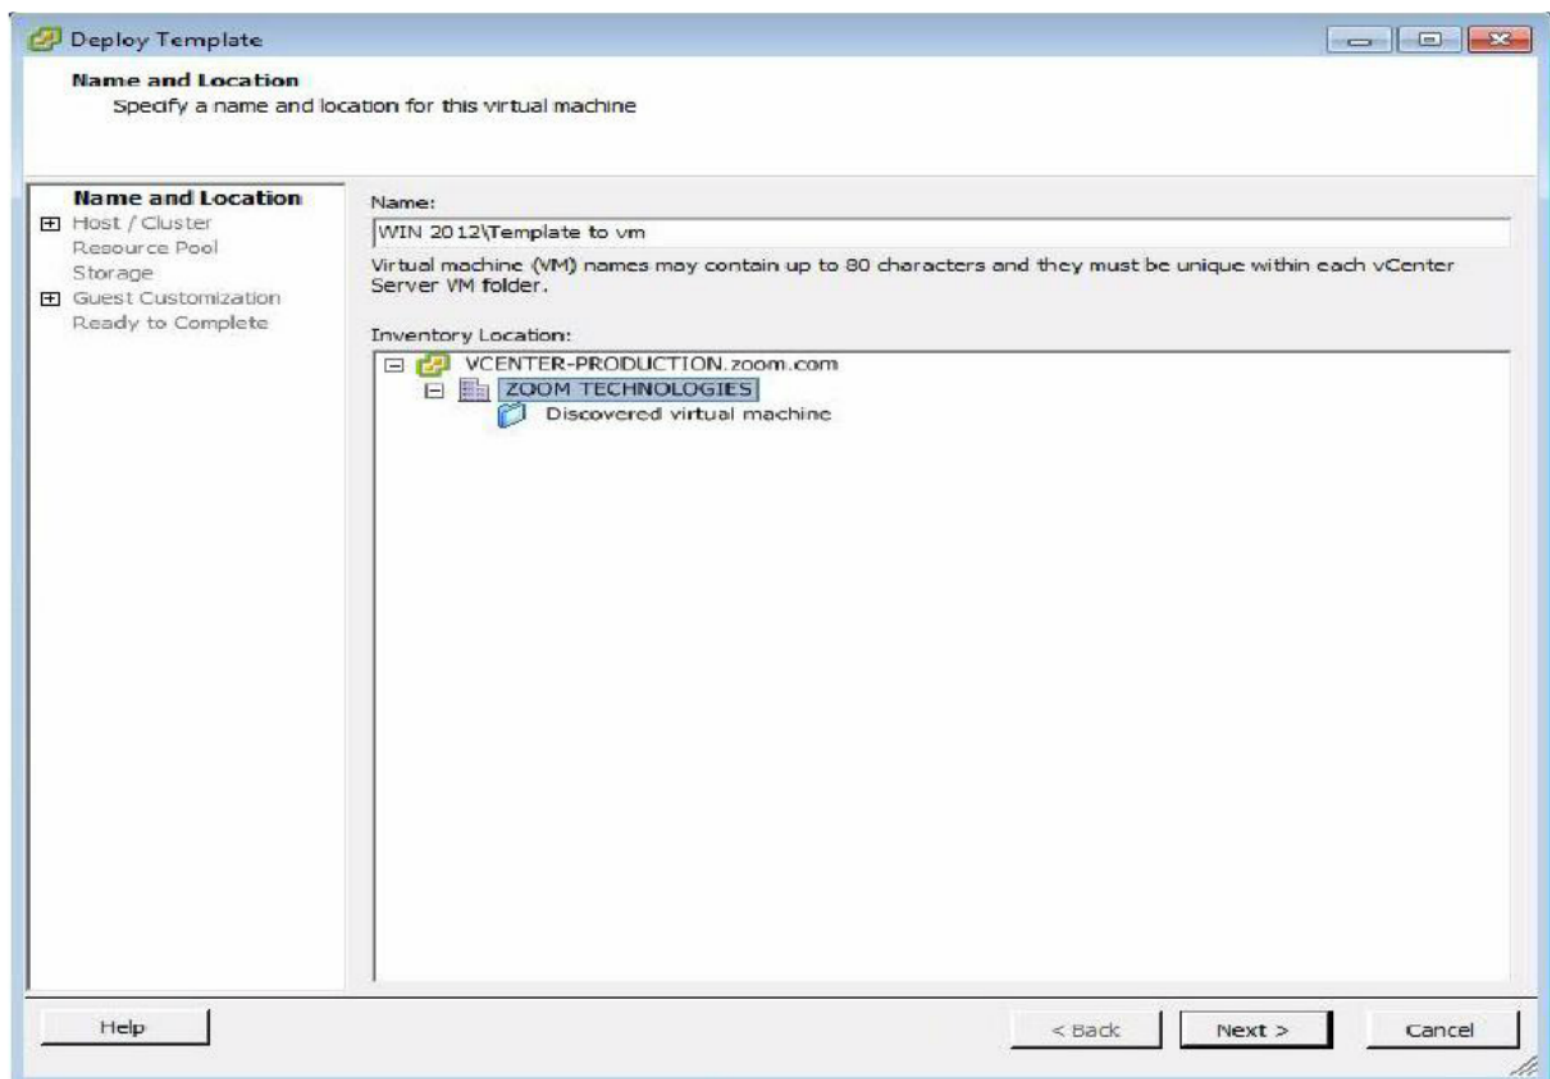 Deploy Template
Name and Location
Specify a name and location for this virtual machine
Name and Location
Host / Cluster
Resource Pool
Storage
Guest Customization
Ready to Complete
Name:
WIN 2012\Template to vm
Virtual machine (VM) names may contain up to 80 characters and they must be unique within each vCenter
Server VM folder.
Inventory Location:
VCENTER-PRODUCTION.zoom.com
ZOOM TECHNOLOGIES
Discovered virtual machine
Help
< Back
Next >
Cancel